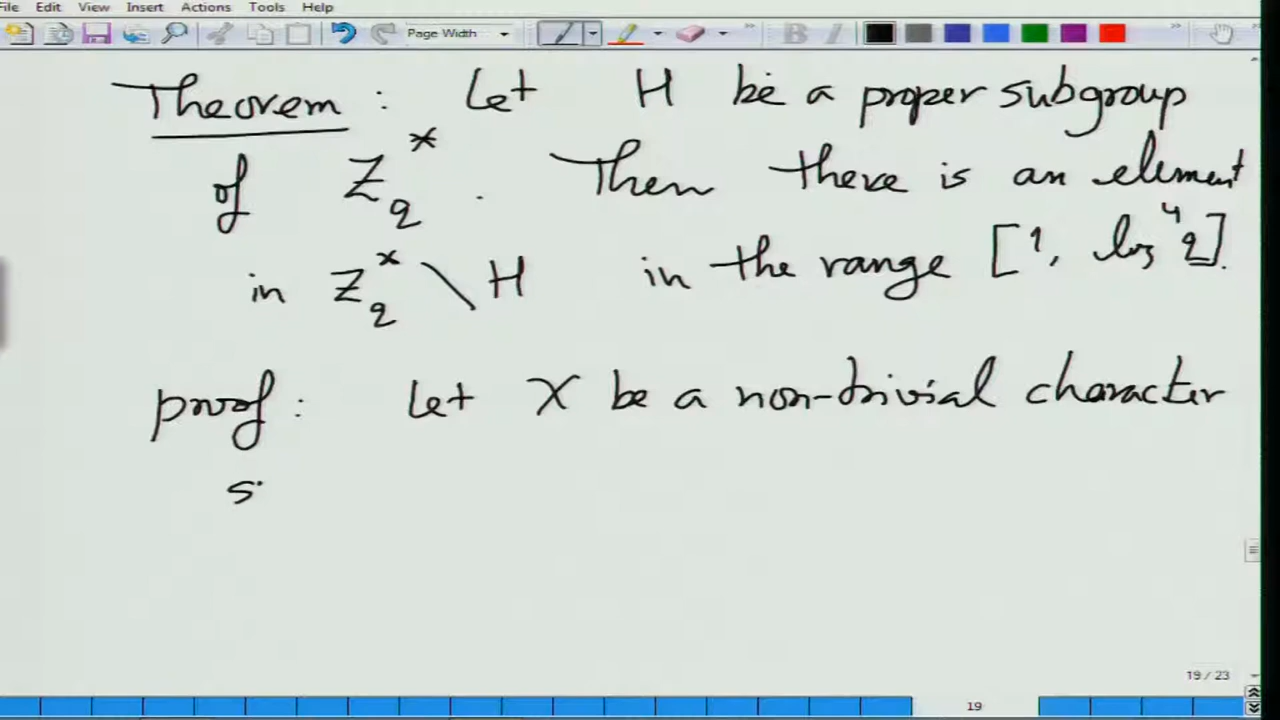 File Edit View Insert Actions Tools Help
Page Width
Theorem : Let H be a proper subgroup
of Z_q^* . Then there is an element
in Z_q^* \ H in the range [1, log^4 q].
proof : Let χ be a non-trivial character
s.
19 / 23
19